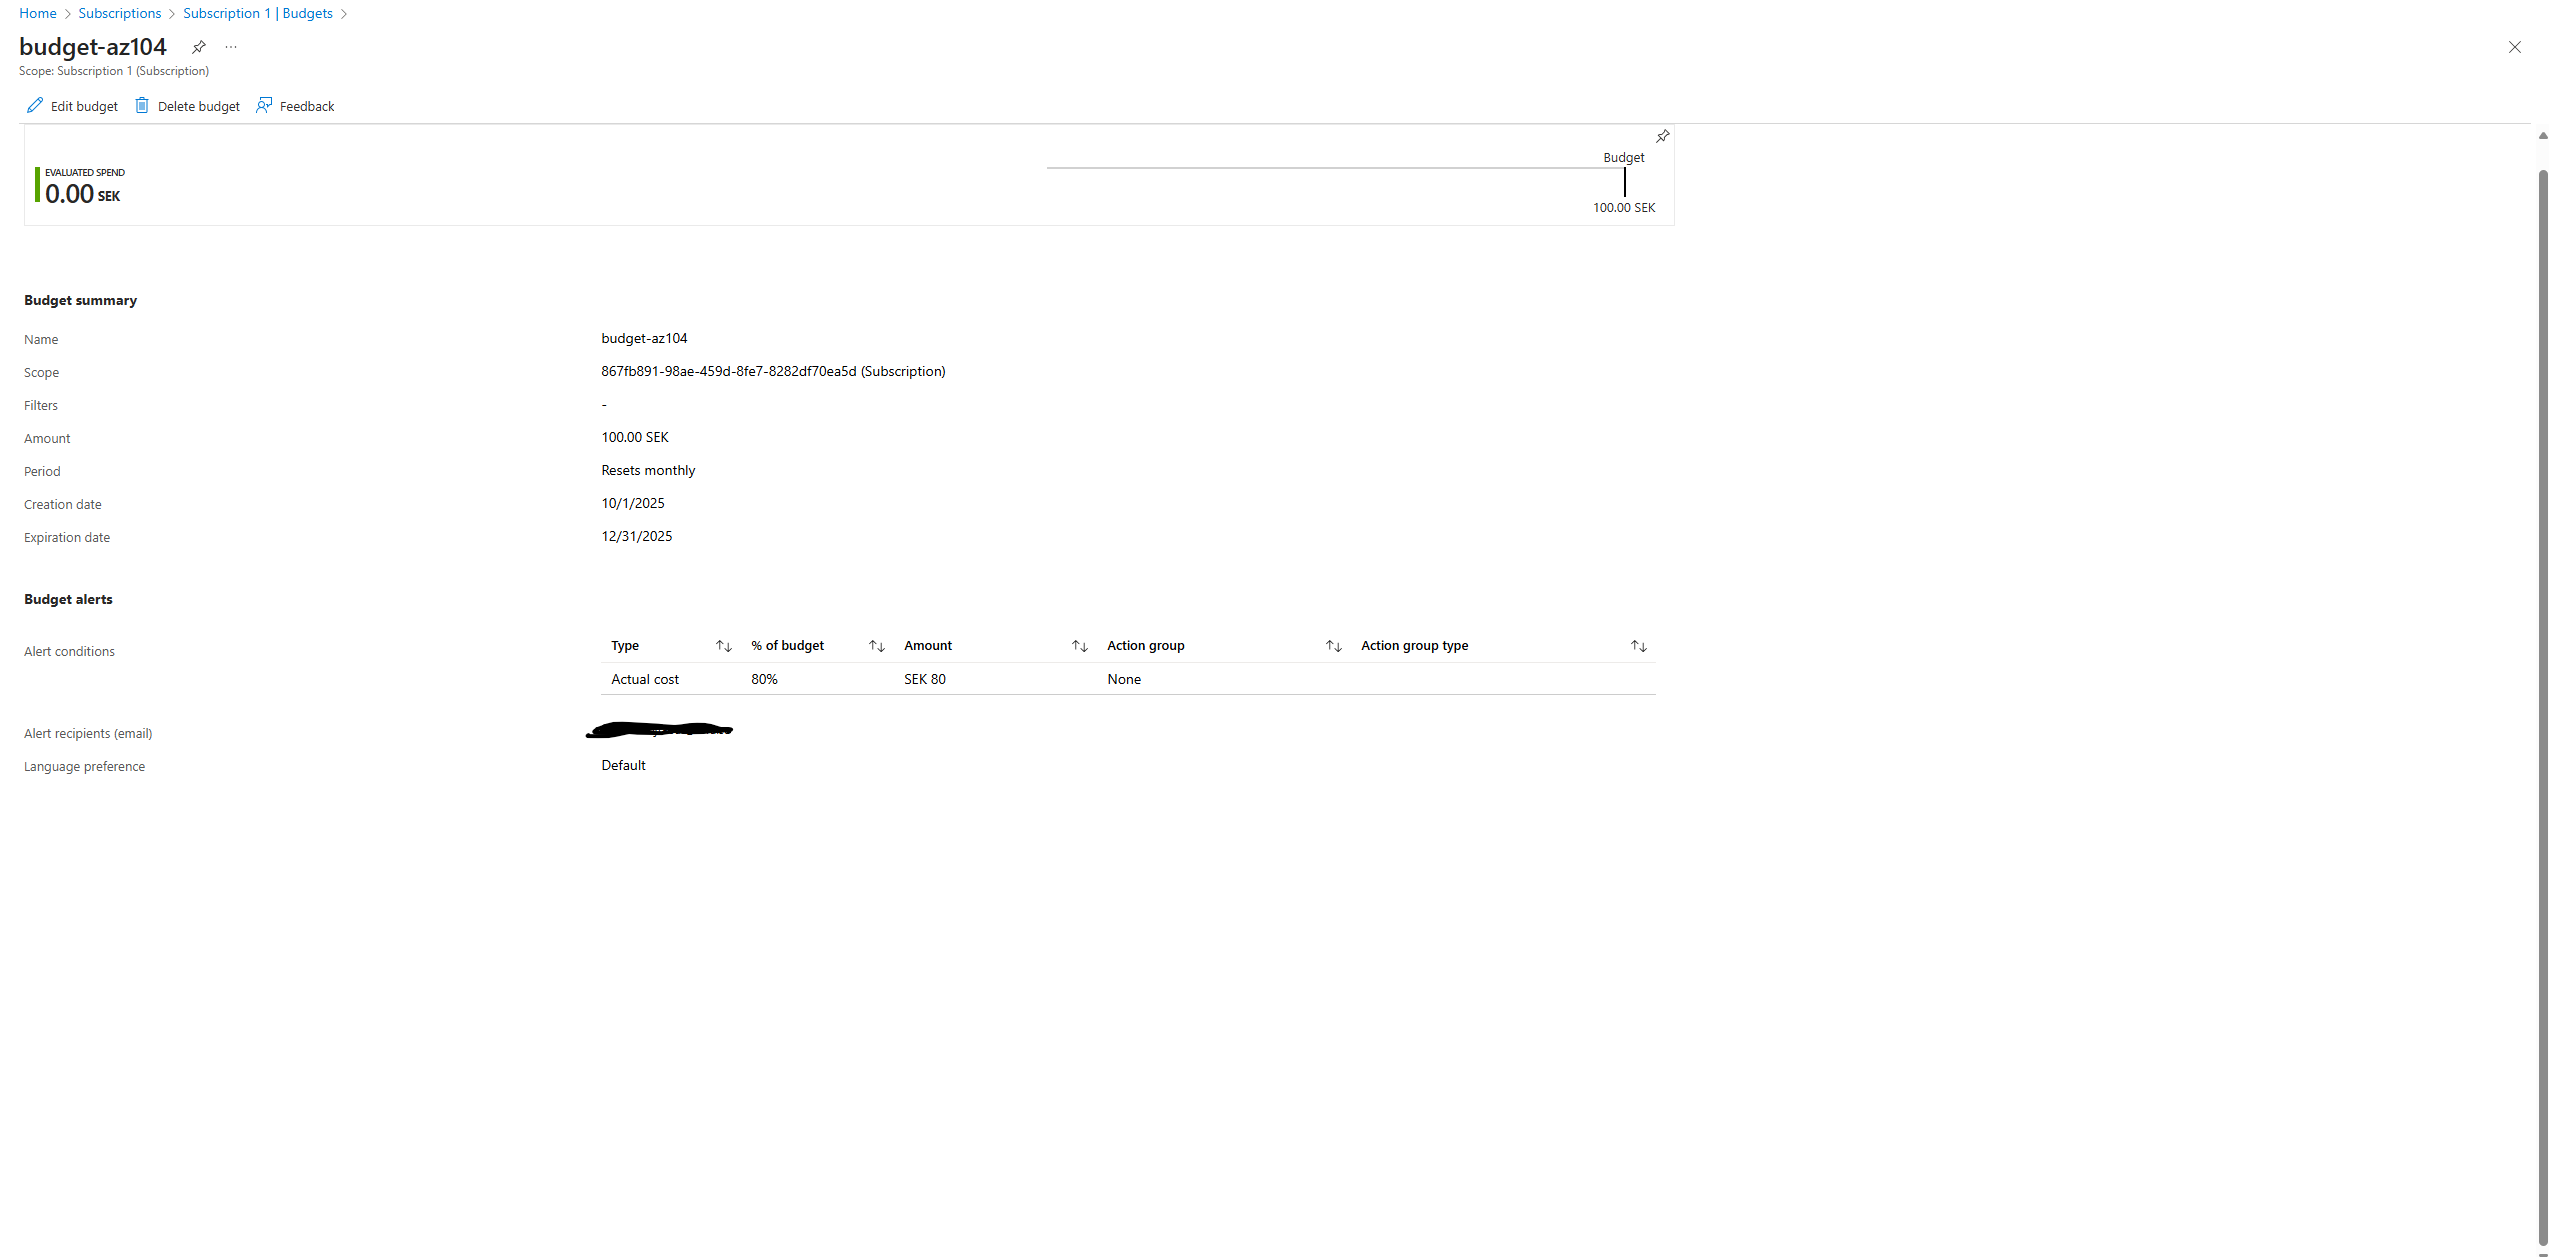 Home > Subscriptions > Subscription 1 | Budgets >
budget-az104 ...
Scope: Subscription 1 (Subscription)
Edit budget Delete budget Feedback
Budget
EVALUATED SPEND
0.00 SEK
100.00 SEK
Budget summary
Name budget-az104
Scope 867fb891-98ae-459d-8fe7-8282df70ea5d (Subscription)
Filters -
Amount 100.00 SEK
Period Resets monthly
Creation date 10/1/2025
Expiration date 12/31/2025
Budget alerts
Alert conditions
Type % of budget Amount Action group Action group type
Actual cost 80% SEK 80 None
Alert recipients (email)
Language preference Default